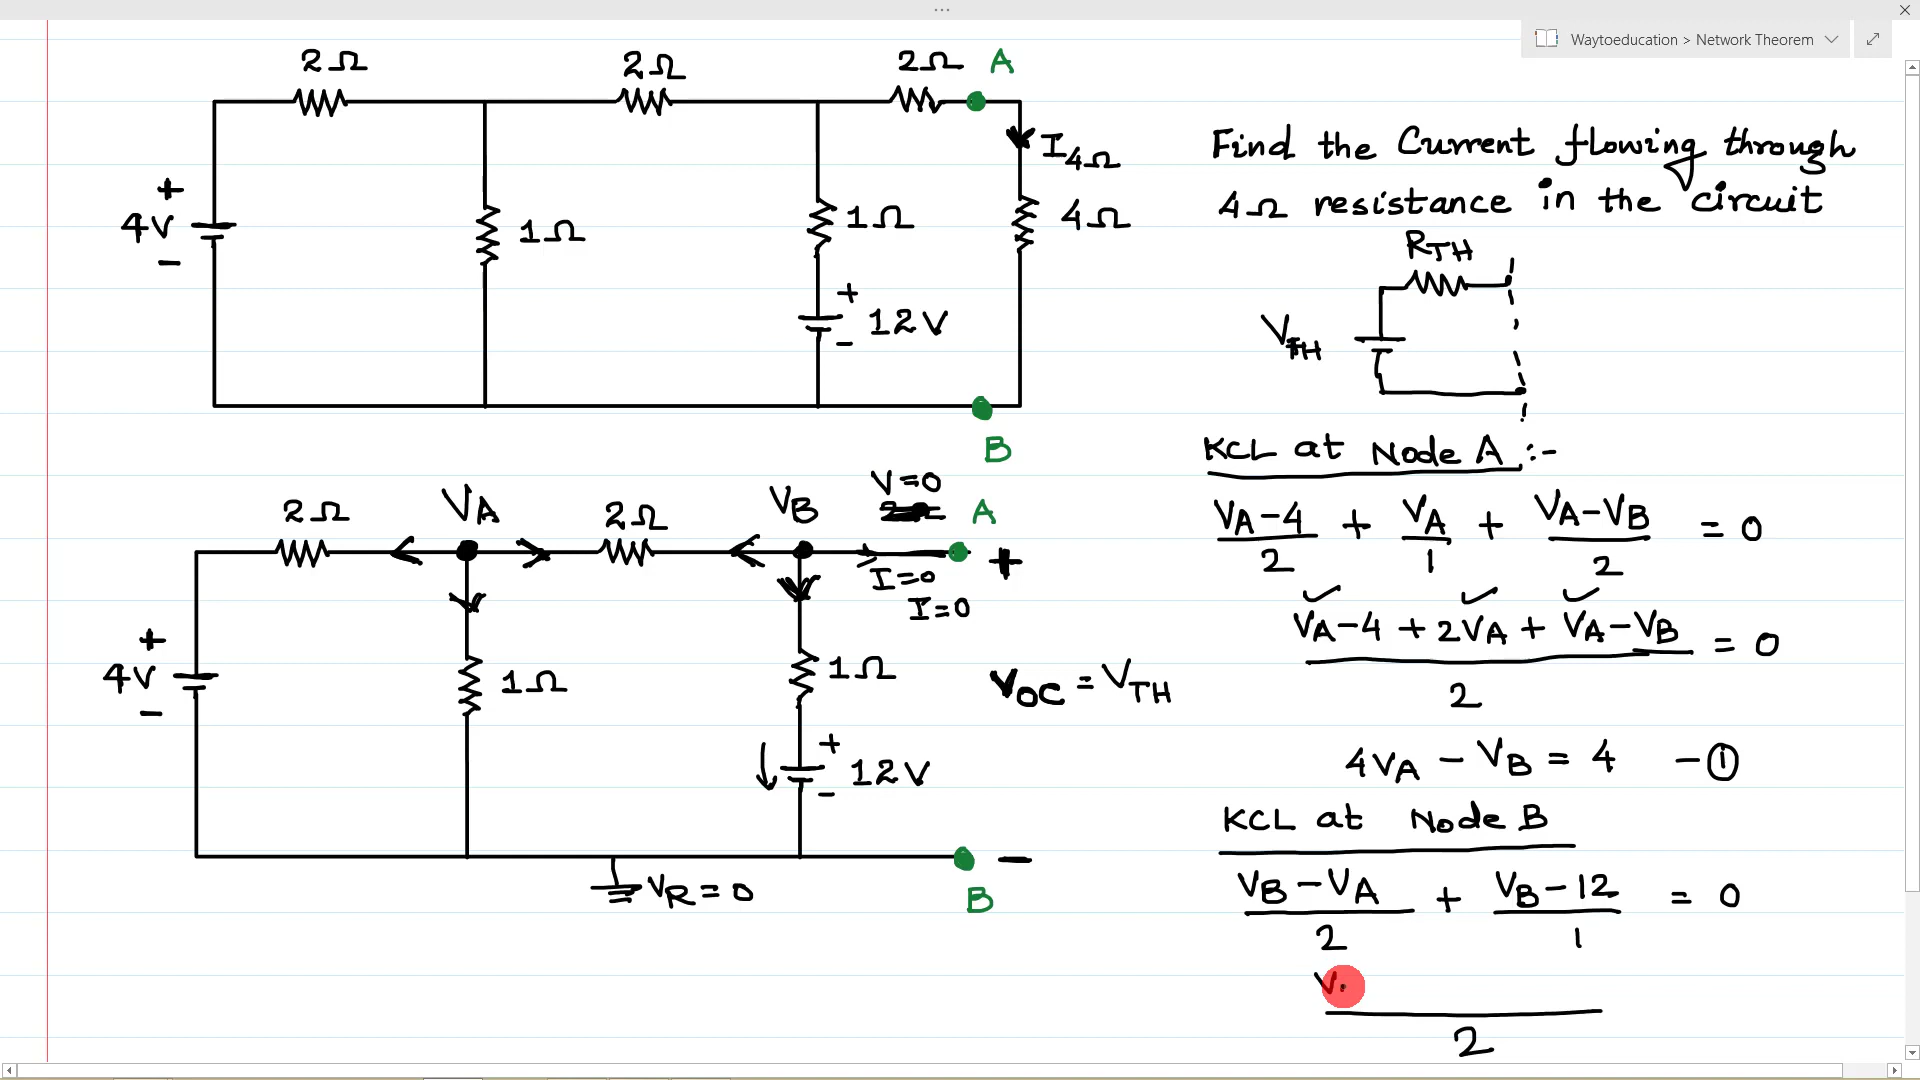 Waytoeducation > Network Theorem
2Ω 2Ω 2Ω A
I4Ω
+
4V
−
1Ω 1Ω 4Ω
+
12V
−
B
Find the Current flowing through
4Ω resistance in the circuit
RTH
VTH
V=0
2Ω VA 2Ω VB A
+
I=0
I=0
+
4V
−
1Ω 1Ω
VOC = VTH
+
12V
−
VR = 0
−
B
KCL at Node A :-
VA−4/2 + VA/1 + VA−VB/2 = 0
VA−4 + 2VA + VA−VB/2 = 0
4VA − VB = 4 −①
KCL at Node B
VB−VA/2 + VB−12/1 = 0
V
2